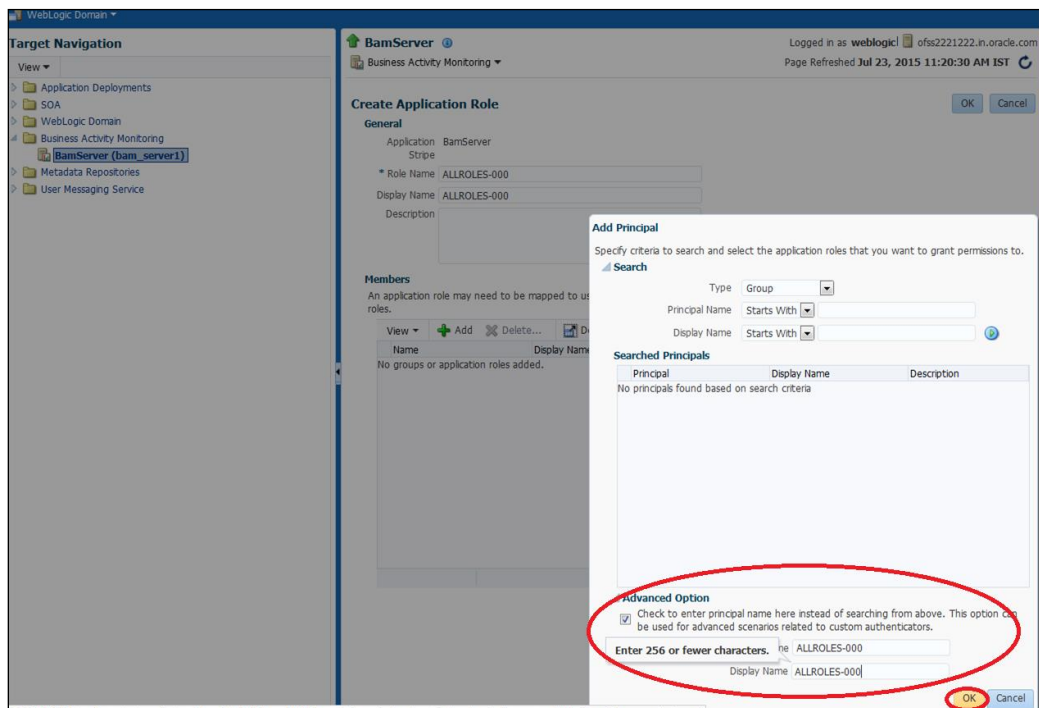 WebLogic Domain
Target Navigation
View
Application Deployments
SOA
WebLogic Domain
Business Activity Monitoring
BamServer (bam_server1)
Metadata Repositories
User Messaging Service
BamServer
Business Activity Monitoring
Logged in as weblogic
ofss2221222.in.oracle.com
Page Refreshed Jul 23, 2015 11:20:30 AM IST
Create Application Role
OK
Cancel
General
Application Stripe
BamServer
* Role Name ALLROLES-000
Display Name ALLROLES-000
Description
Members
An application role may need to be mapped to us
roles.
View
Add
Delete...
Name
Display Name
No groups or application roles added.
Add Principal
Specify criteria to search and select the application roles that you want to grant permissions to.
Search
Type Group
Principal Name Starts With
Display Name Starts With
Searched Principals
Principal
Display Name
Description
No principals found based on search criteria
Advanced Option
Check to enter principal name here instead of searching from above. This option can
be used for advanced scenarios related to custom authenticators.
Enter 256 or fewer characters.
ne ALLROLES-000
Display Name ALLROLES-000
OK
Cancel